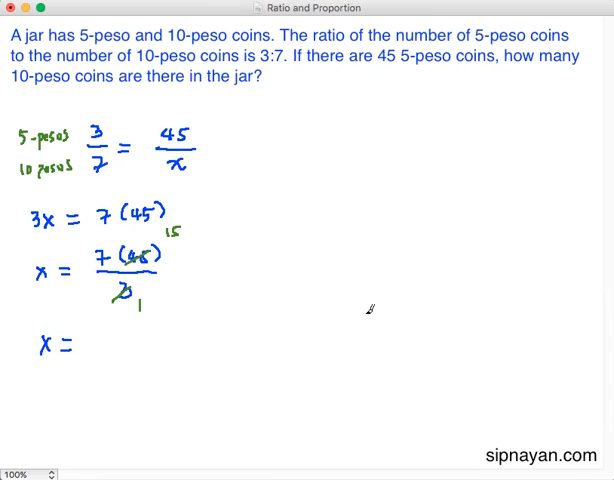 Ratio and Proportion
A jar has 5-peso and 10-peso coins. The ratio of the number of 5-peso coins
to the number of 10-peso coins is 3:7. If there are 45 5-peso coins, how many
10-peso coins are there in the jar?
5-pesos 3 = 45
10 pesos 7 x
3x = 7 (45)
15
x = 7 (45)
3
1
x =
sipnayan.com
100%